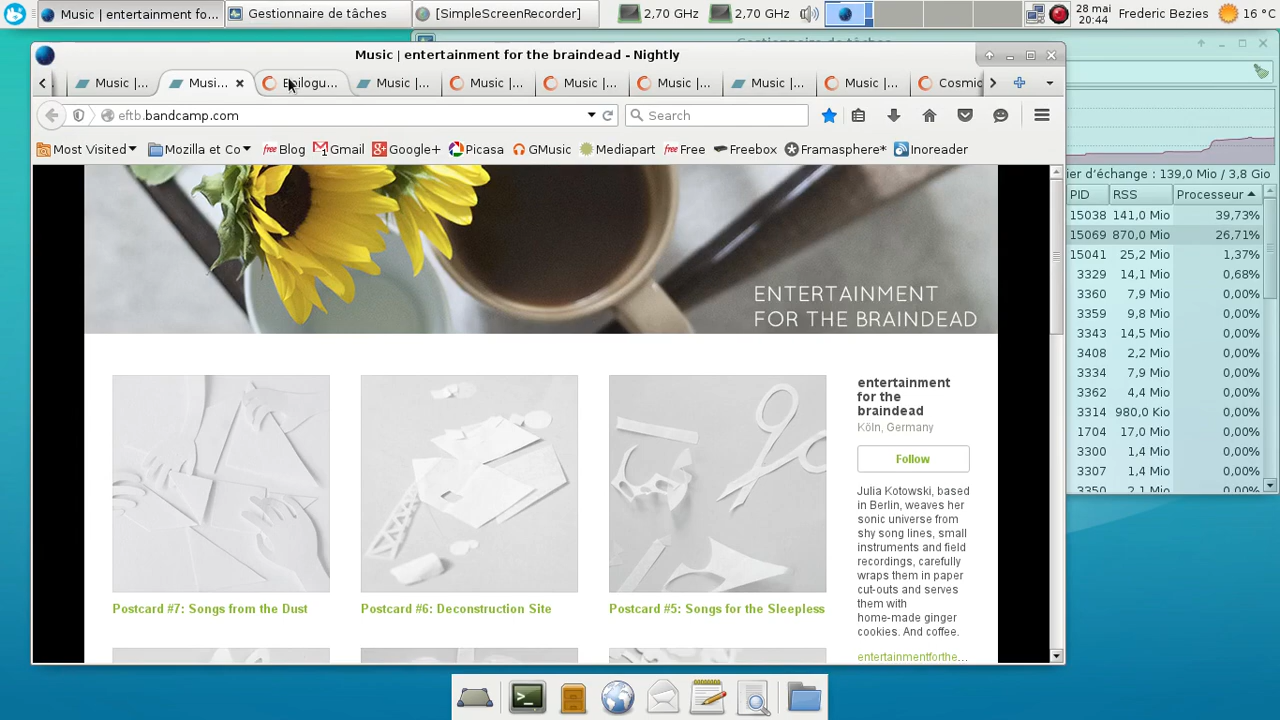 Music | entertainment fo...
Gestionnaire de tâches
[SimpleScreenRecorder]
2,70 GHz
2,70 GHz
28 mai
20:44
Frederic Bezies
16 °C
Gestionnaire de tâches
Music | entertainment for the braindead - Nightly
Music |...
Musi...
Epilogu...
Music |...
Music |...
Music |...
Music |...
Music |...
Music |...
Cosmic
eftb.bandcamp.com
Search
Most Visited
Mozilla et Co
free Blog
Gmail
Google+
Picasa
GMusic
Mediapart
free Free
Freebox
Framasphere*
Inoreader
ier d'échange : 139,0 Mio / 3,8 Gio
PID RSS Processeur
15038 141,0 Mio 39,73%
15069 870,0 Mio 26,71%
15041 25,2 Mio 1,37%
3329 14,1 Mio 0,68%
3360 7,9 Mio 0,00%
3359 9,8 Mio 0,00%
3343 14,5 Mio 0,00%
3408 2,2 Mio 0,00%
3334 7,9 Mio 0,00%
3362 4,4 Mio 0,00%
3314 980,0 Kio 0,00%
1704 17,0 Mio 0,00%
3300 1,4 Mio 0,00%
3307 1,4 Mio 0,00%
3350 2,1 Mio 0,00%
ENTERTAINMENT
FOR THE BRAINDEAD
Postcard #7: Songs from the Dust
Postcard #6: Deconstruction Site
Postcard #5: Songs for the Sleepless
entertainment
for the
braindead
Köln, Germany
Follow
Julia Kotowski, based
in Berlin, weaves her
sonic universe from
shy song lines, small
instruments and field
recordings, carefully
wraps them in paper
cut-outs and serves
them with
home-made ginger
cookies. And coffee.
entertainmentforthe...